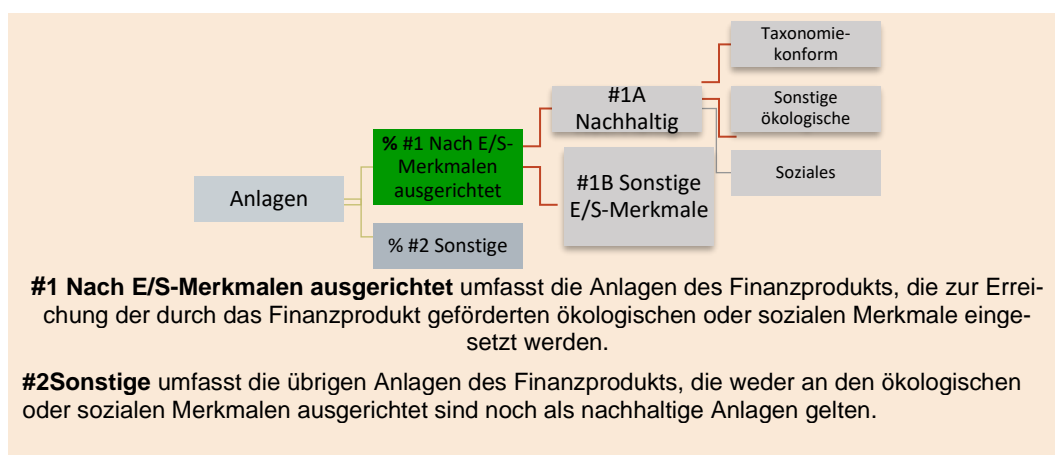 Taxonomie-
konform
#1A
Nachhaltig
Sonstige
ökologische
% #1 Nach E/S-
Merkmalen
ausgerichtet
#1B Sonstige
E/S-Merkmale
Soziales
Anlagen
% #2 Sonstige
#1 Nach E/S-Merkmalen ausgerichtet umfasst die Anlagen des Finanzprodukts, die zur Errei-
chung der durch das Finanzprodukt geförderten ökologischen oder sozialen Merkmale einge-
setzt werden.
#2Sonstige umfasst die übrigen Anlagen des Finanzprodukts, die weder an den ökologischen
oder sozialen Merkmalen ausgerichtet sind noch als nachhaltige Anlagen gelten.